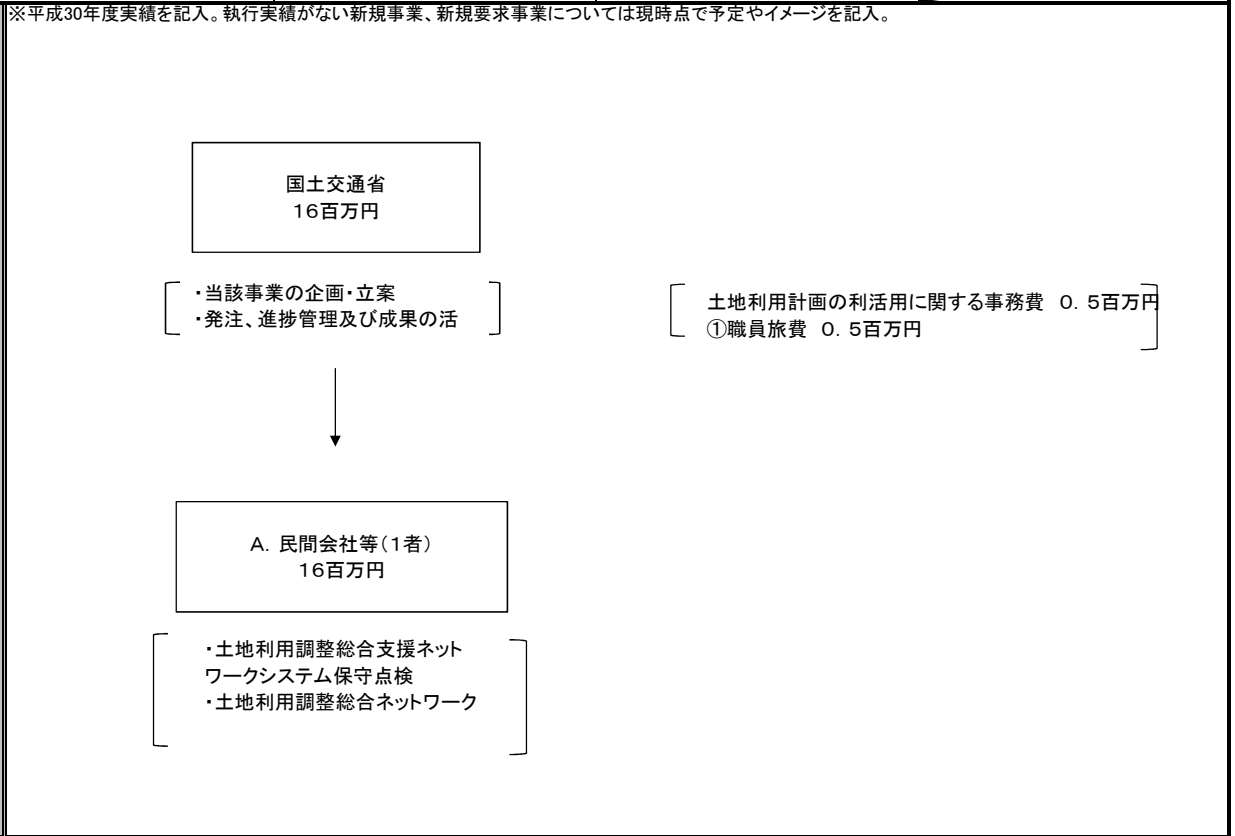 ※平成30年度実績を記入。執行実績がない新規事業、新規要求事業については現時点で予定やイメージを記入。
国土交通省
１６百万円
・当該事業の企画・立案
・発注、進捗管理及び成果の活
土地利用計画の利活用に関する事務費　０．５百万円
①職員旅費　０．５百万円
Ａ．民間会社等（１者）
１６百万円
・土地利用調整総合支援ネット
ワークシステム保守点検
・土地利用調整総合ネットワーク